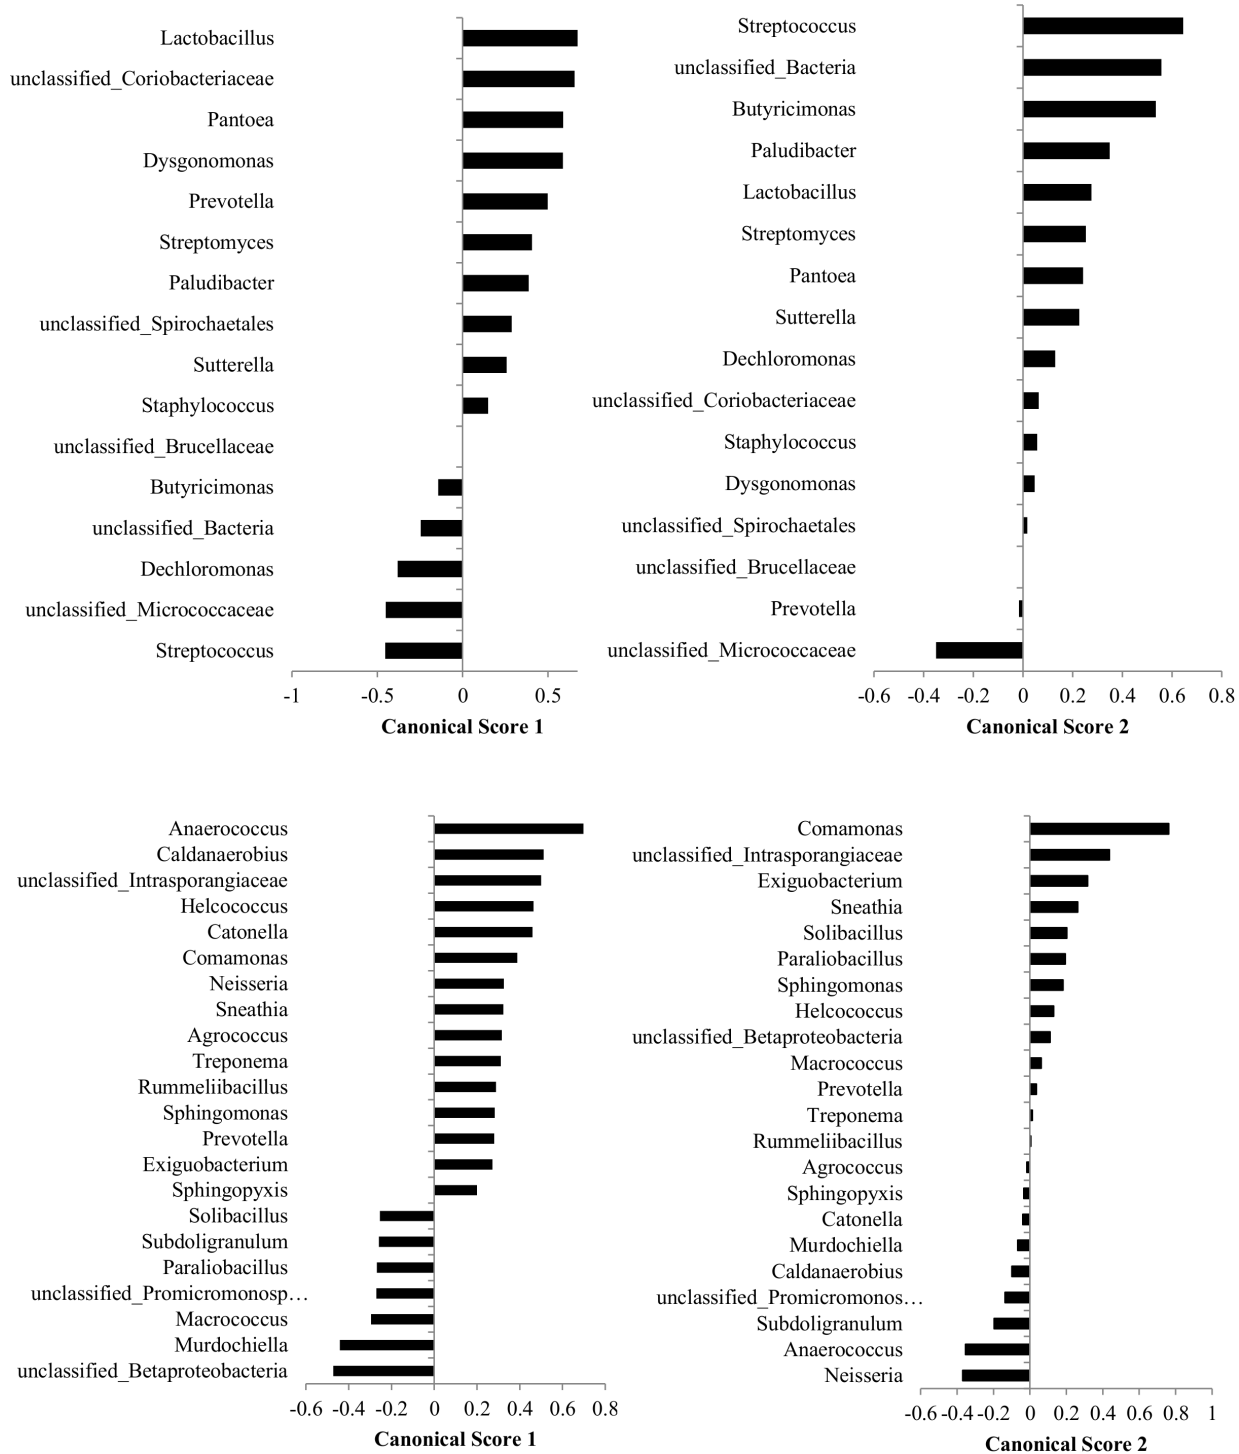 Lactobacillus
unclassified_Coriobacteriaceae
Pantoea
Dysgonomonas
Prevotella
Streptomyces
Paludibacter
unclassified_Spirochaetales
Sutterella
Staphylococcus
unclassified_Brucellaceae
Butyricimonas
unclassified_Bacteria
Dechloromonas
unclassified_Micrococcaceae
Streptococcus
-1 -0.5 0 0.5
Canonical Score 1
Streptococcus
unclassified_Bacteria
Butyricimonas
Paludibacter
Lactobacillus
Streptomyces
Pantoea
Sutterella
Dechloromonas
unclassified_Coriobacteriaceae
Staphylococcus
Dysgonomonas
unclassified_Spirochaetales
unclassified_Brucellaceae
Prevotella
unclassified_Micrococcaceae
-0.6 -0.4 -0.2 0 0.2 0.4 0.6 0.8
Canonical Score 2
Anaerococcus
Caldanaerobius
unclassified_Intrasporangiaceae
Helcococcus
Catonella
Comamonas
Neisseria
Sneathia
Agrococcus
Treponema
Rummeliibacillus
Sphingomonas
Prevotella
Exiguobacterium
Sphingopyxis
Solibacillus
Subdoligranulum
Paraliobacillus
unclassified_Promicromonosp…
Macrococcus
Murdochiella
unclassified_Betaproteobacteria
-0.6 -0.4 -0.2 0 0.2 0.4 0.6 0.8
Canonical Score 1
Comamonas
unclassified_Intrasporangiaceae
Exiguobacterium
Sneathia
Solibacillus
Paraliobacillus
Sphingomonas
Helcococcus
unclassified_Betaproteobacteria
Macrococcus
Prevotella
Treponema
Rummeliibacillus
Agrococcus
Sphingopyxis
Catonella
Murdochiella
Caldanaerobius
unclassified_Promicromonos…
Subdoligranulum
Anaerococcus
Neisseria
-0.6 -0.4 -0.2 0 0.2 0.4 0.6 0.8 1
Canonical Score 2